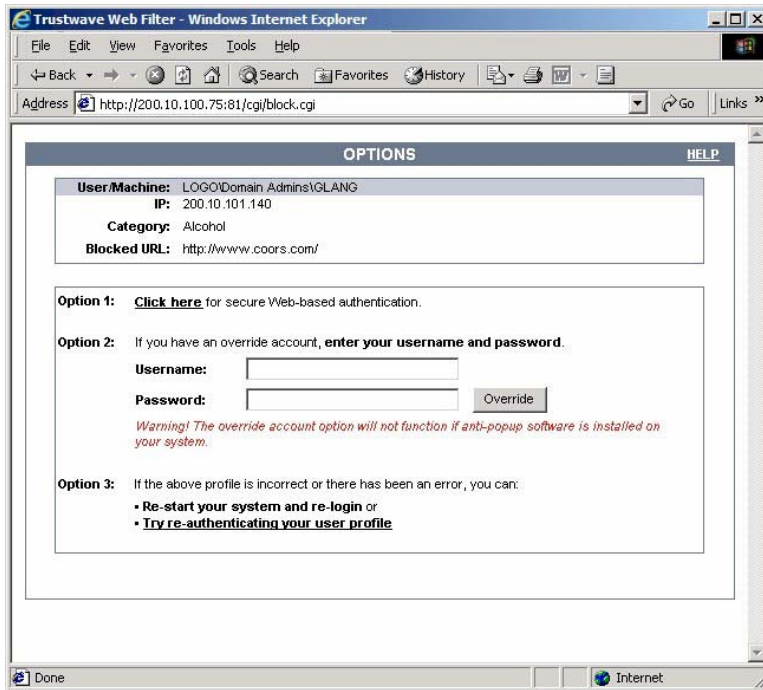 Trustwave Web Filter - Windows Internet Explorer
File Edit View Favorites Tools Help
Back Search Favorites History
Address http://200.10.100.75:81/cgi/block.cgi Go Links »
OPTIONS HELP
User/Machine: LOGO\Domain Admins\GLANG
IP: 200.10.101.140
Category: Alcohol
Blocked URL: http://www.coors.com/
Option 1: Click here for secure Web-based authentication.
Option 2: If you have an override account, enter your username and password.
Username:
Password: Override
Warning! The override account option will not function if anti-popup software is installed on
your system.
Option 3: If the above profile is incorrect or there has been an error, you can:
▪ Re-start your system and re-login or
▪ Try re-authenticating your user profile
Done Internet